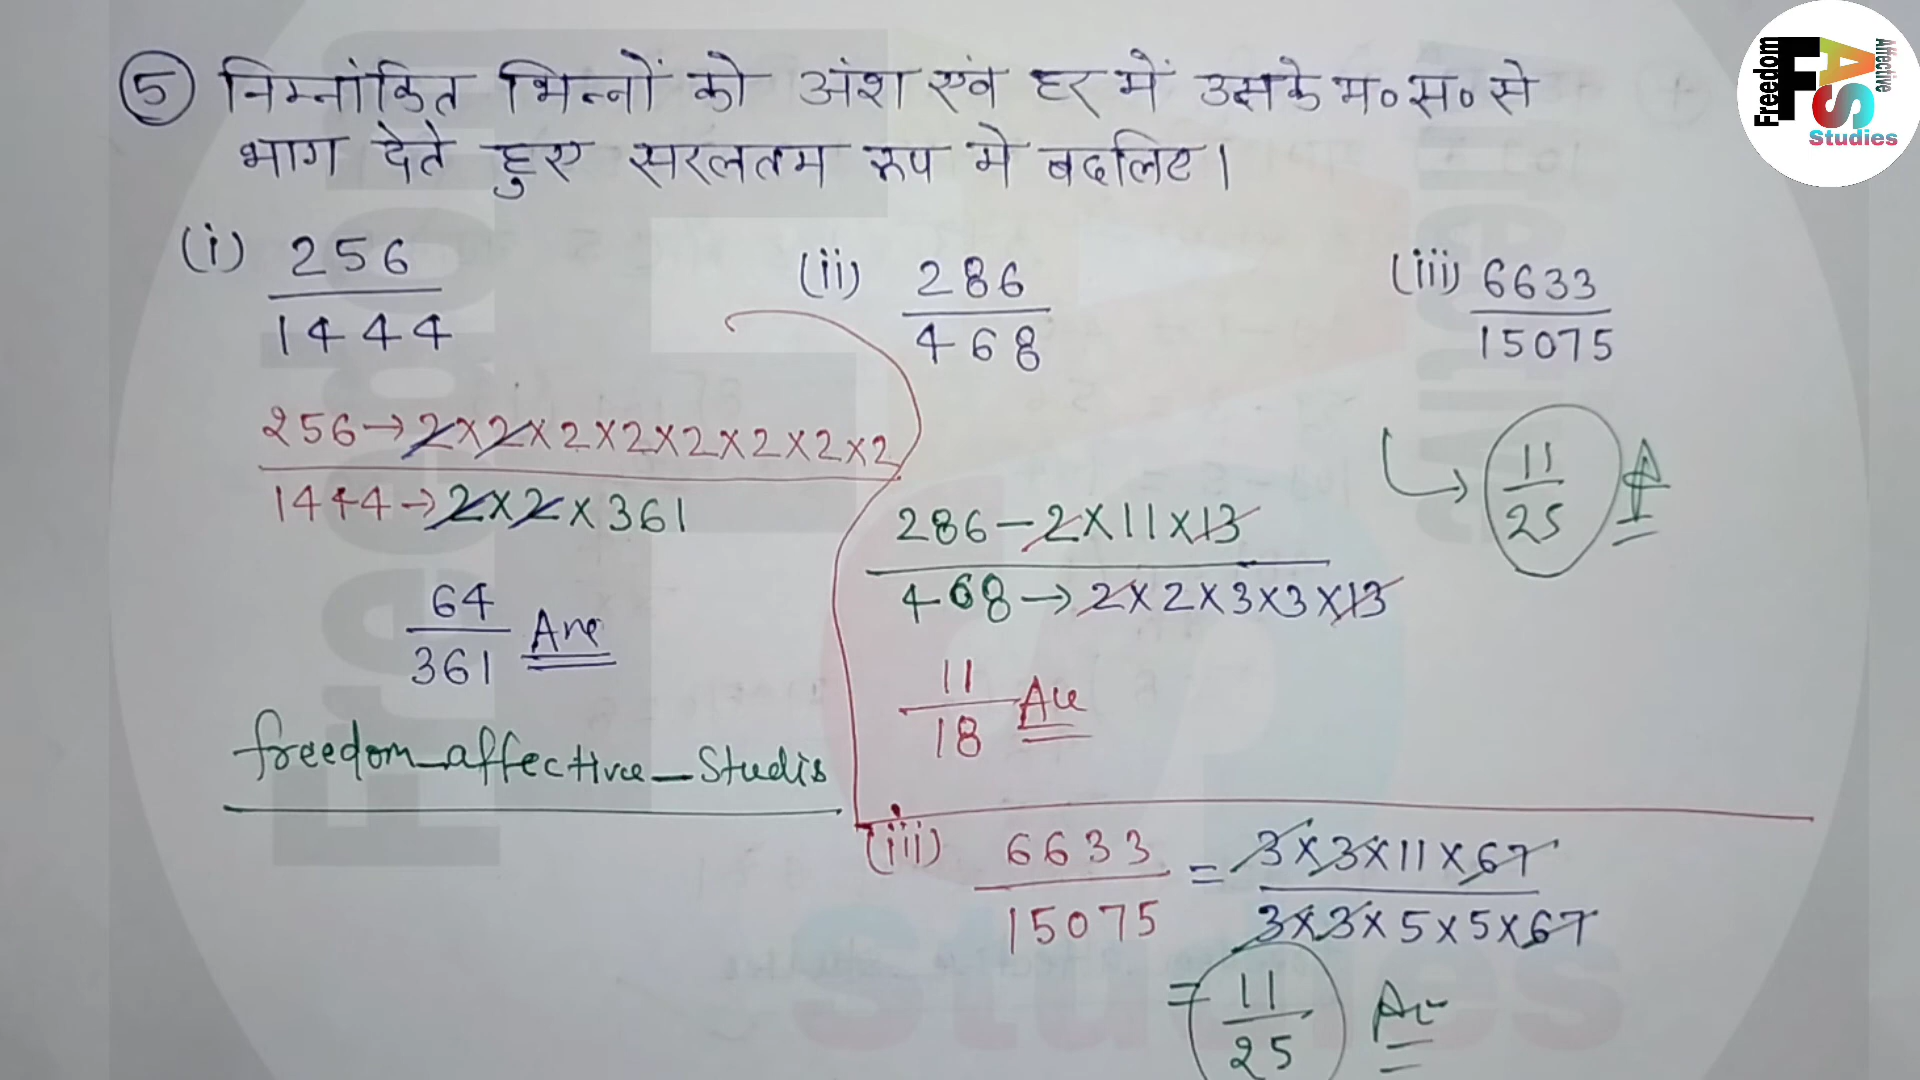 ⑤ निम्नांकित भिन्नों को अंश एवं हर में उसके म० स० से
भाग देते हुए सरलतम रूप मे बदलिए।
(i) 256
1444
(ii) 286
468
(iii) 6633
15075
256→2×2×2×2×2×2×2×2
1444→2×2×361
64
361 Ans
freedom_affective_Studis
286–2×11×13
468→2×2×3×3×13
11
18 Ans
11
25
(iii) 6633 = 3×3×11×67
15075 3×3×5×5×67
= 11
25
Freedom
F
AS
Affective
Studies